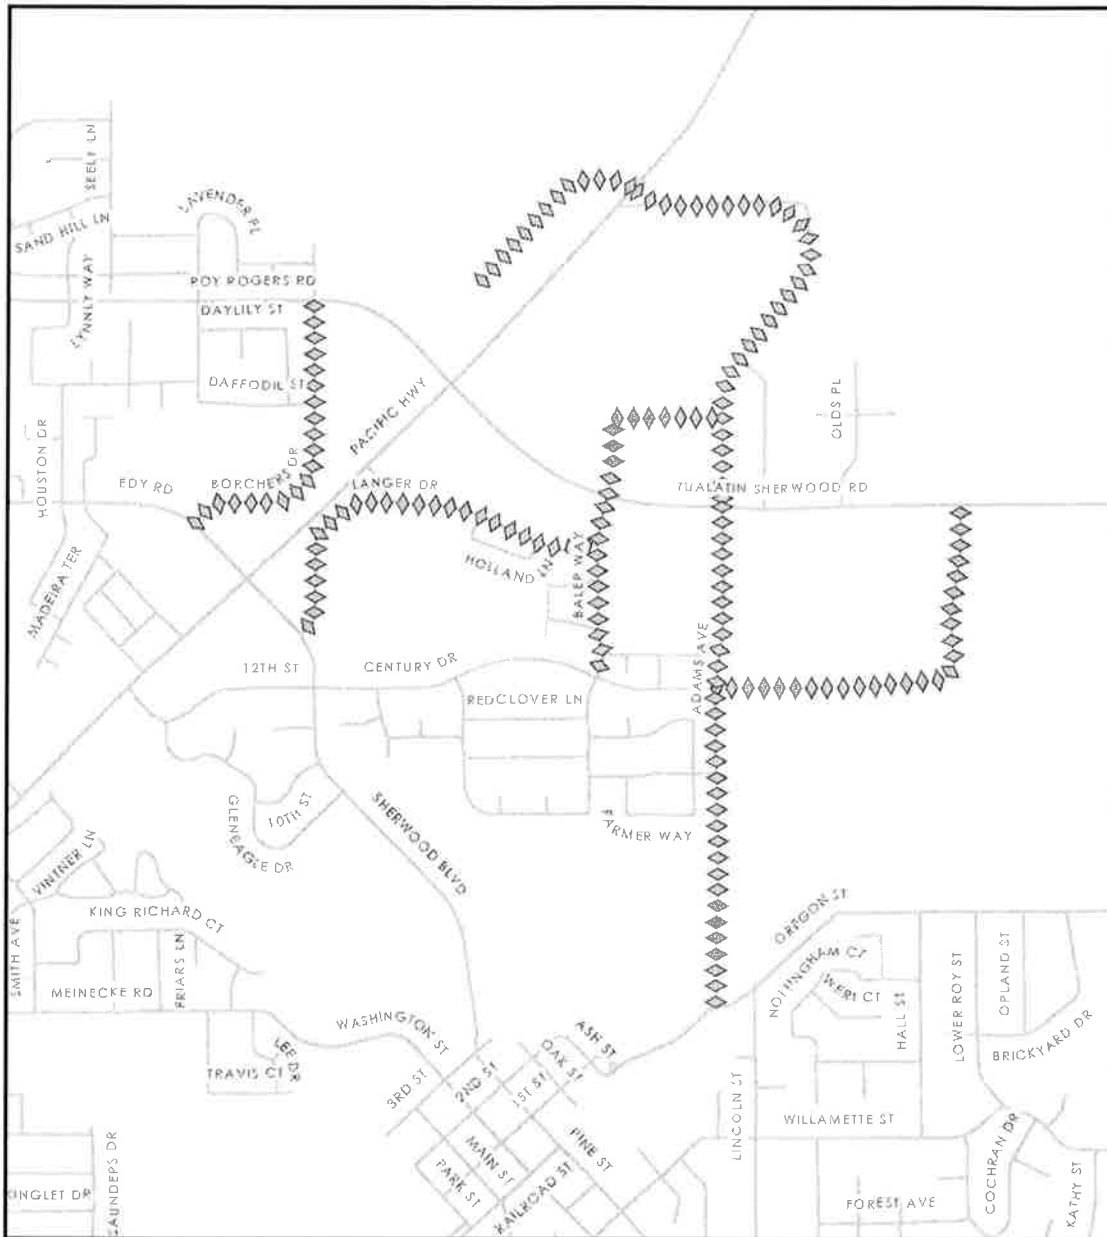 SEELY LN
LAVENDER PL
SAND HILL LN
LYNNLY WAY
ROY ROGERS RD
DAYLILY ST
DAFFODIL ST
PACIFIC HWY
OLDS PL
HOUSTON DR
EDY RD
BORCHERS DR
LANGER DR
TUALATIN SHERWOOD RD
HOLLAND LN
BALER WAY
MADEIRA TER
12TH ST
CENTURY DR
ADAMS AVE
REDCLOVER LN
10TH ST
GLENEAGLE DR
SHERWOOD BLVD
FARMER WAY
VINTNER LN
KING RICHARD CT
SMITH AVE
FRIARS LN
MEINECKE RD
OREGON ST
NOTTINGHAM CT
HALL ST
LOWER ROY ST
OPLAND ST
BRICKYARD DR
WASHINGTON ST
LEE DR
TRAVIS CT
ASH ST
OAK ST
3RD ST
2ND ST
1ST ST
LINCOLN ST
WILLAMETTE ST
PINE ST
MAIN ST
PARK ST
RAILROAD ST
SAUNDERS DR
KINGLET DR
FOREST AVE
COCHRAN DR
KATHY ST